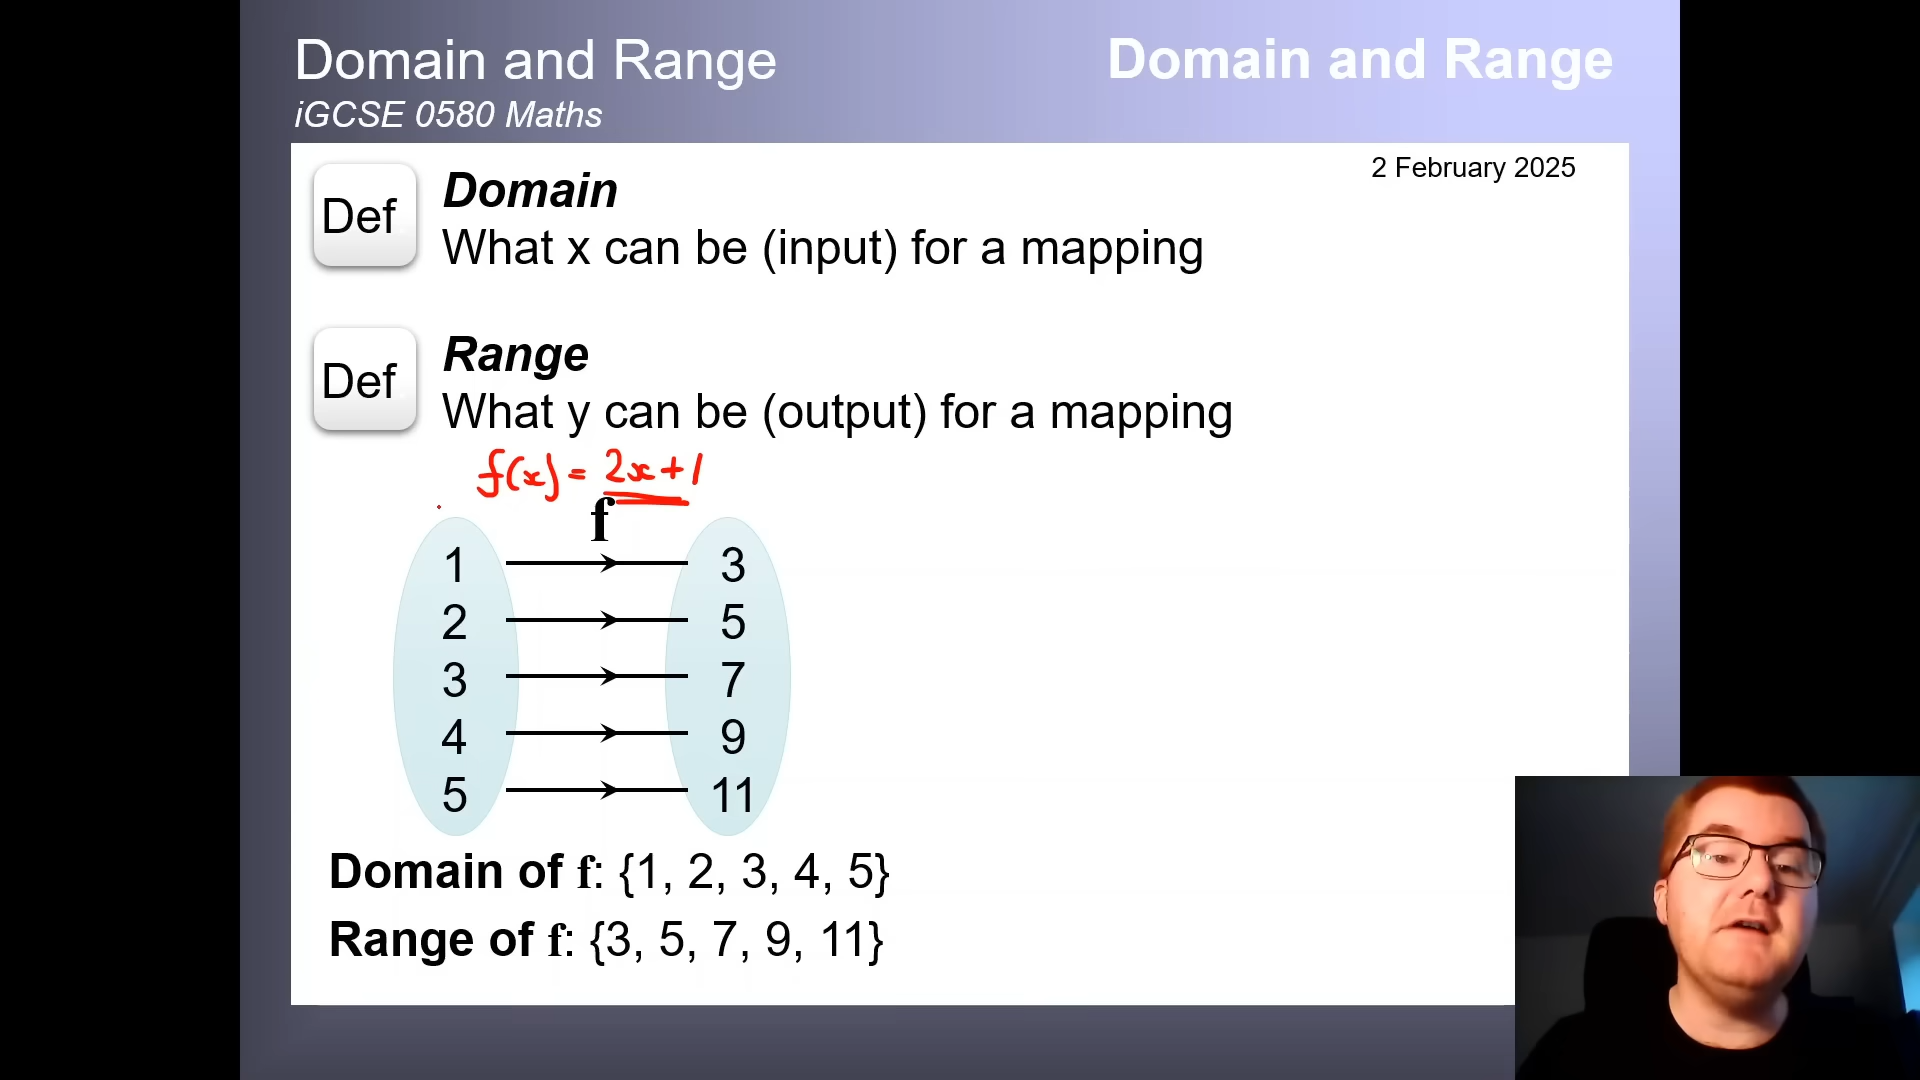 Domain and Range
Domain and Range
iGCSE 0580 Maths
2 February 2025
Def
Domain
What x can be (input) for a mapping
Def
Range
What y can be (output) for a mapping
f(x) = 2x+1
f
1 3
2 5
3 7
4 9
5 11
Domain of f: {1, 2, 3, 4, 5}
Range of f: {3, 5, 7, 9, 11}